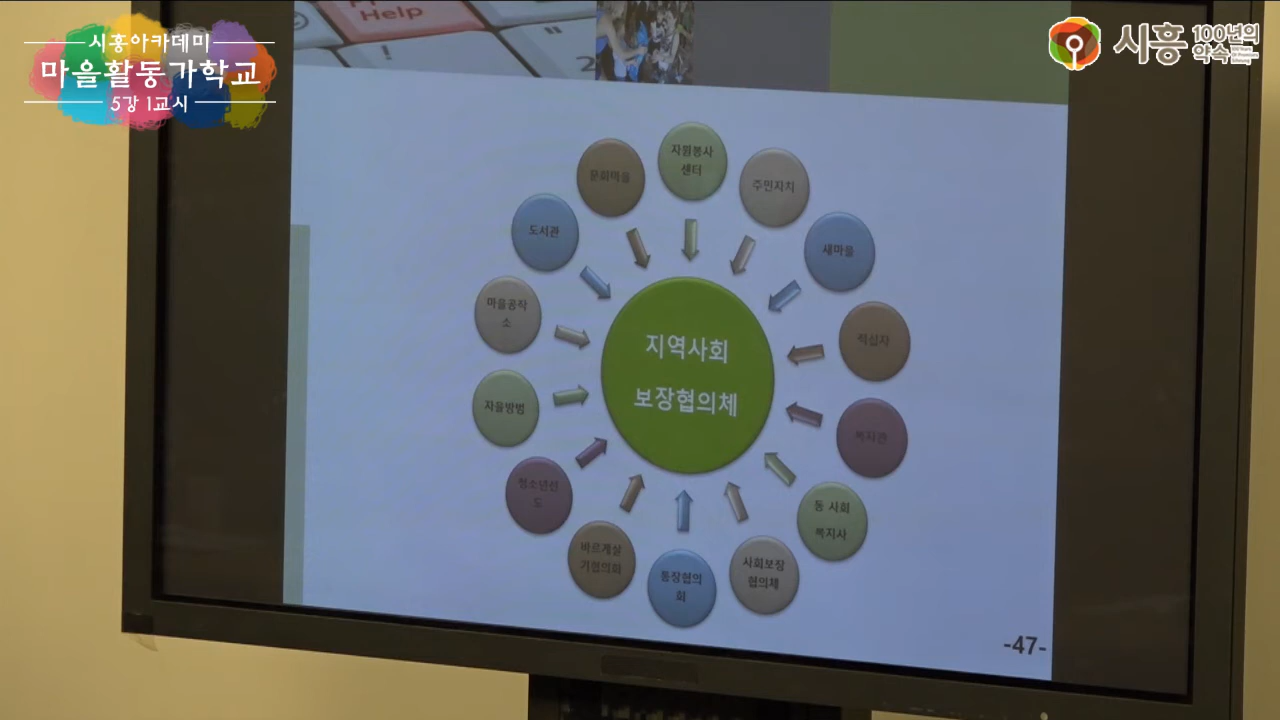 시흥아카데미
마을활동가학교
5강 1교시
시흥
100년의
약속
Help
자원봉사
센터
문희마을
주민자치
도서관
새마을
마을공작
소
적십자
지역사회
보장협의체
자율방범
복지관
청소년선
도
동 사회
복지사
바르게살
기협의회
통장협의
회
사회보장
협의체
-47-